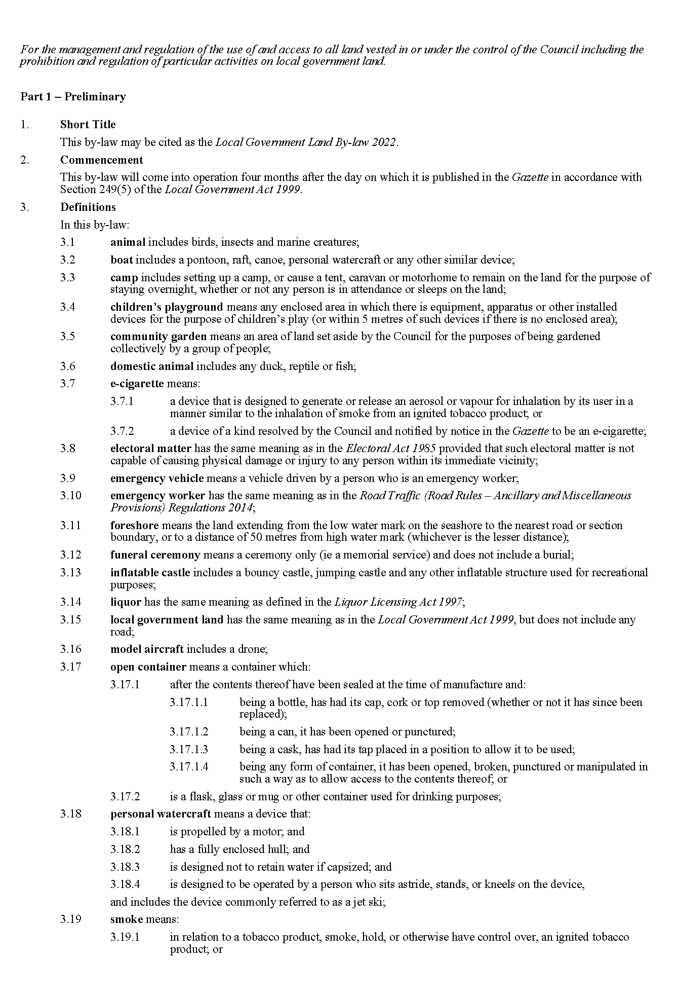 For the management and regulation of the use of and access to all land vested in or under the control of the Council including the
prohibition and regulation of particular activities on local government land.
Part 1 – Preliminary
1. Short Title
This by-law may be cited as the Local Government Land By-law 2022.
2. Commencement
This by-law will come into operation four months after the day on which it is published in the Gazette in accordance with
Section 249(5) of the Local Government Act 1999.
3. Definitions
In this by-law:
3.1 animal includes birds, insects and marine creatures;
3.2 boat includes a pontoon, raft, canoe, personal watercraft or any other similar device;
3.3 camp includes setting up a camp, or cause a tent, caravan or motorhome to remain on the land for the purpose of
staying overnight, whether or not any person is in attendance or sleeps on the land;
3.4 children’s playground means any enclosed area in which there is equipment, apparatus or other installed
devices for the purpose of children’s play (or within 5 metres of such devices if there is no enclosed area);
3.5 community garden means an area of land set aside by the Council for the purposes of being gardened
collectively by a group of people;
3.6 domestic animal includes any duck, reptile or fish;
3.7 e-cigarette means:
3.7.1 a device that is designed to generate or release an aerosol or vapour for inhalation by its user in a
manner similar to the inhalation of smoke from an ignited tobacco product; or
3.7.2 a device of a kind resolved by the Council and notified by notice in the Gazette to be an e-cigarette;
3.8 electoral matter has the same meaning as in the Electoral Act 1985 provided that such electoral matter is not
capable of causing physical damage or injury to any person within its immediate vicinity;
3.9 emergency vehicle means a vehicle driven by a person who is an emergency worker;
3.10 emergency worker has the same meaning as in the Road Traffic (Road Rules – Ancillary and Miscellaneous
Provisions) Regulations 2014;
3.11 foreshore means the land extending from the low water mark on the seashore to the nearest road or section
boundary, or to a distance of 50 metres from high water mark (whichever is the lesser distance);
3.12 funeral ceremony means a ceremony only (ie a memorial service) and does not include a burial;
3.13 inflatable castle includes a bouncy castle, jumping castle and any other inflatable structure used for recreational
purposes;
3.14 liquor has the same meaning as defined in the Liquor Licensing Act 1997;
3.15 local government land has the same meaning as in the Local Government Act 1999, but does not include any
road;
3.16 model aircraft includes a drone;
3.17 open container means a container which:
3.17.1 after the contents thereof have been sealed at the time of manufacture and:
3.17.1.1 being a bottle, has had its cap, cork or top removed (whether or not it has since been
replaced);
3.17.1.2 being a can, it has been opened or punctured;
3.17.1.3 being a cask, has had its tap placed in a position to allow it to be used;
3.17.1.4 being any form of container, it has been opened, broken, punctured or manipulated in
such a way as to allow access to the contents thereof; or
3.17.2 is a flask, glass or mug or other container used for drinking purposes;
3.18 personal watercraft means a device that:
3.18.1 is propelled by a motor; and
3.18.2 has a fully enclosed hull; and
3.18.3 is designed not to retain water if capsized; and
3.18.4 is designed to be operated by a person who sits astride, stands, or kneels on the device,
and includes the device commonly referred to as a jet ski;
3.19 smoke means:
3.19.1 in relation to a tobacco product, smoke, hold, or otherwise have control over, an ignited tobacco
product; or